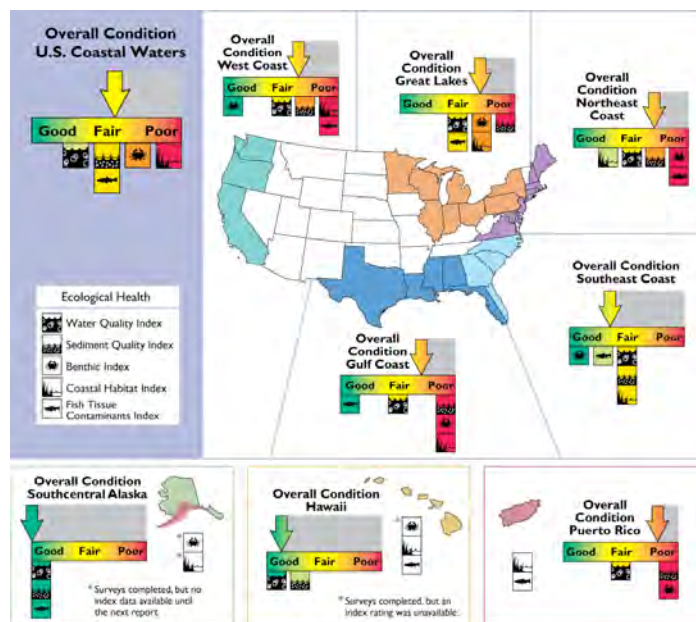 Overall Condition
U.S. Coastal Waters
Good Fair Poor
Ecological Health
Water Quality Index
Sediment Quality Index
Benthic Index
Coastal Habitat Index
Fish Tissue
Contaminants Index
Overall
Condition
West Coast
Good Fair Poor
Overall
Condition
Great Lakes
Good Fair Poor
Overall
Condition
Northeast
Coast
Good Fair Poor
Overall Condition
Southeast Coast
Good Fair Poor
Overall
Condition
Gulf Coast
Good Fair Poor
Overall Condition
Southcentral Alaska
Good Fair Poor
* Surveys completed, but no
index data available until
the next report.
Overall Condition
Hawaii
Good Fair Poor
* Surveys completed, but an
index rating was unavailable.
Overall
Condition
Puerto Rico
Good Fair Poor